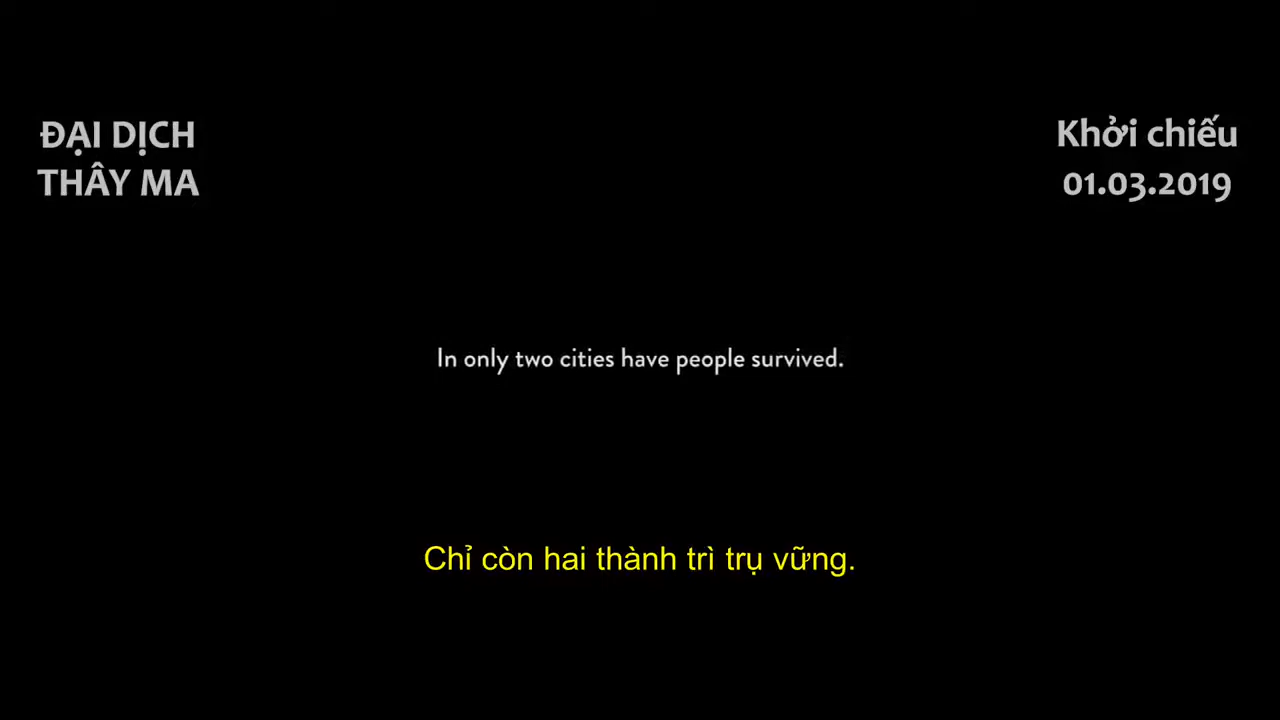 ĐẠI DỊCH
THÂY MA
Khởi chiếu
01.03.2019
In only two cities have people survived.
Chỉ còn hai thành trì trụ vững.